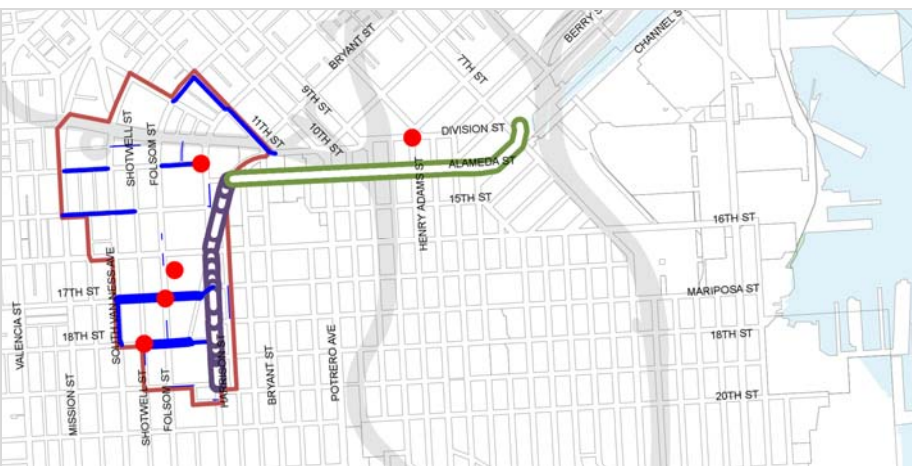 BERRY S
CHANNEL S
BRYANT ST
7TH ST
9TH ST
11TH ST
10TH ST
DIVISION ST
SHOTWELL ST
FOLSOM ST
ALAMEDA ST
HENRY ADAMS ST
15TH ST
16TH ST
SOUTH VAN NESS AVE
17TH ST
MARIPOSA ST
VALENCIA ST
18TH ST
18TH ST
HARRISON ST
BRYANT ST
POTRERO AVE
MISSION ST
SHOTWELL ST
FOLSOM ST
20TH ST